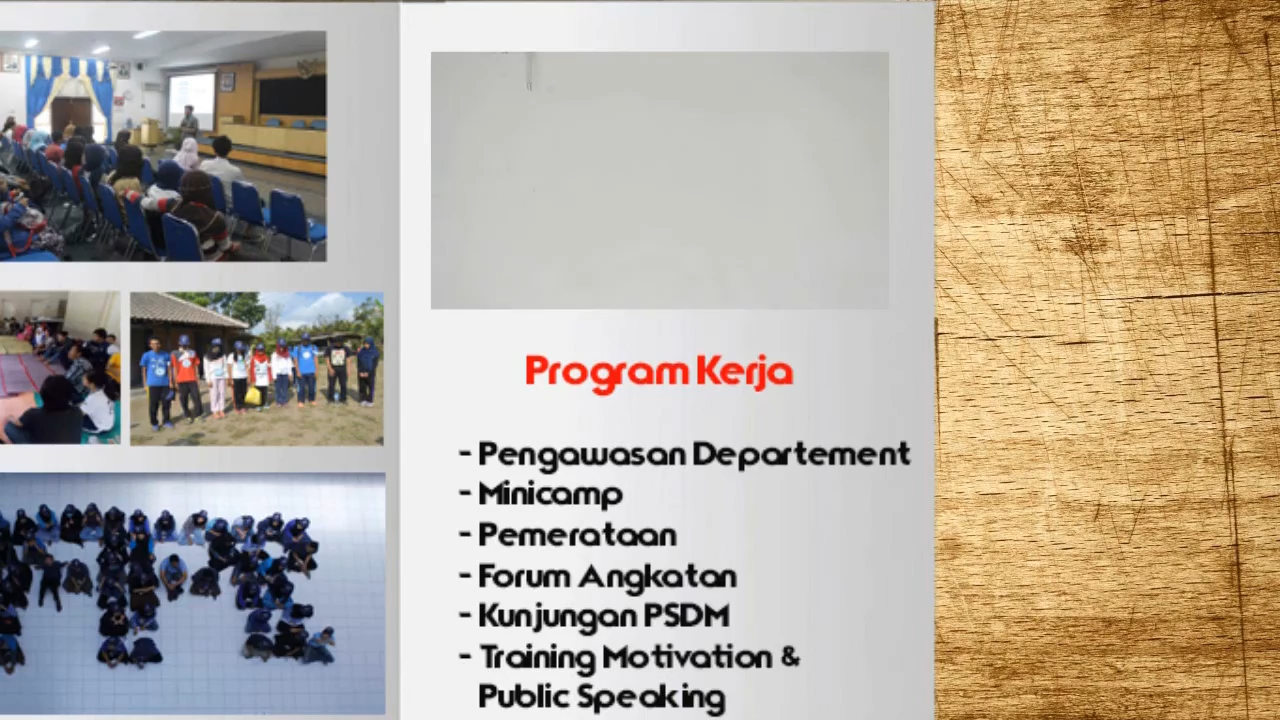 Program Kerja
- Pengawasan Departement
- Minicamp
- Pemerataan
- Forum Angkatan
- Kunjungan PSDM
- Training Motivation &
Public Speaking